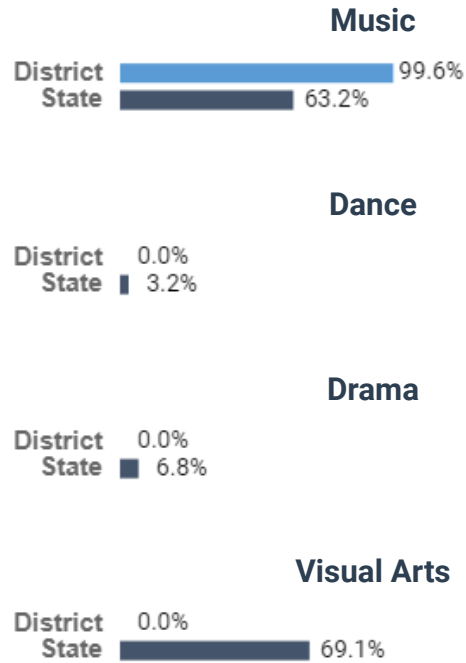 Music
District 99.6%
State 63.2%
Dance
District 0.0%
State 3.2%
Drama
District 0.0%
State 6.8%
Visual Arts
District 0.0%
State 69.1%